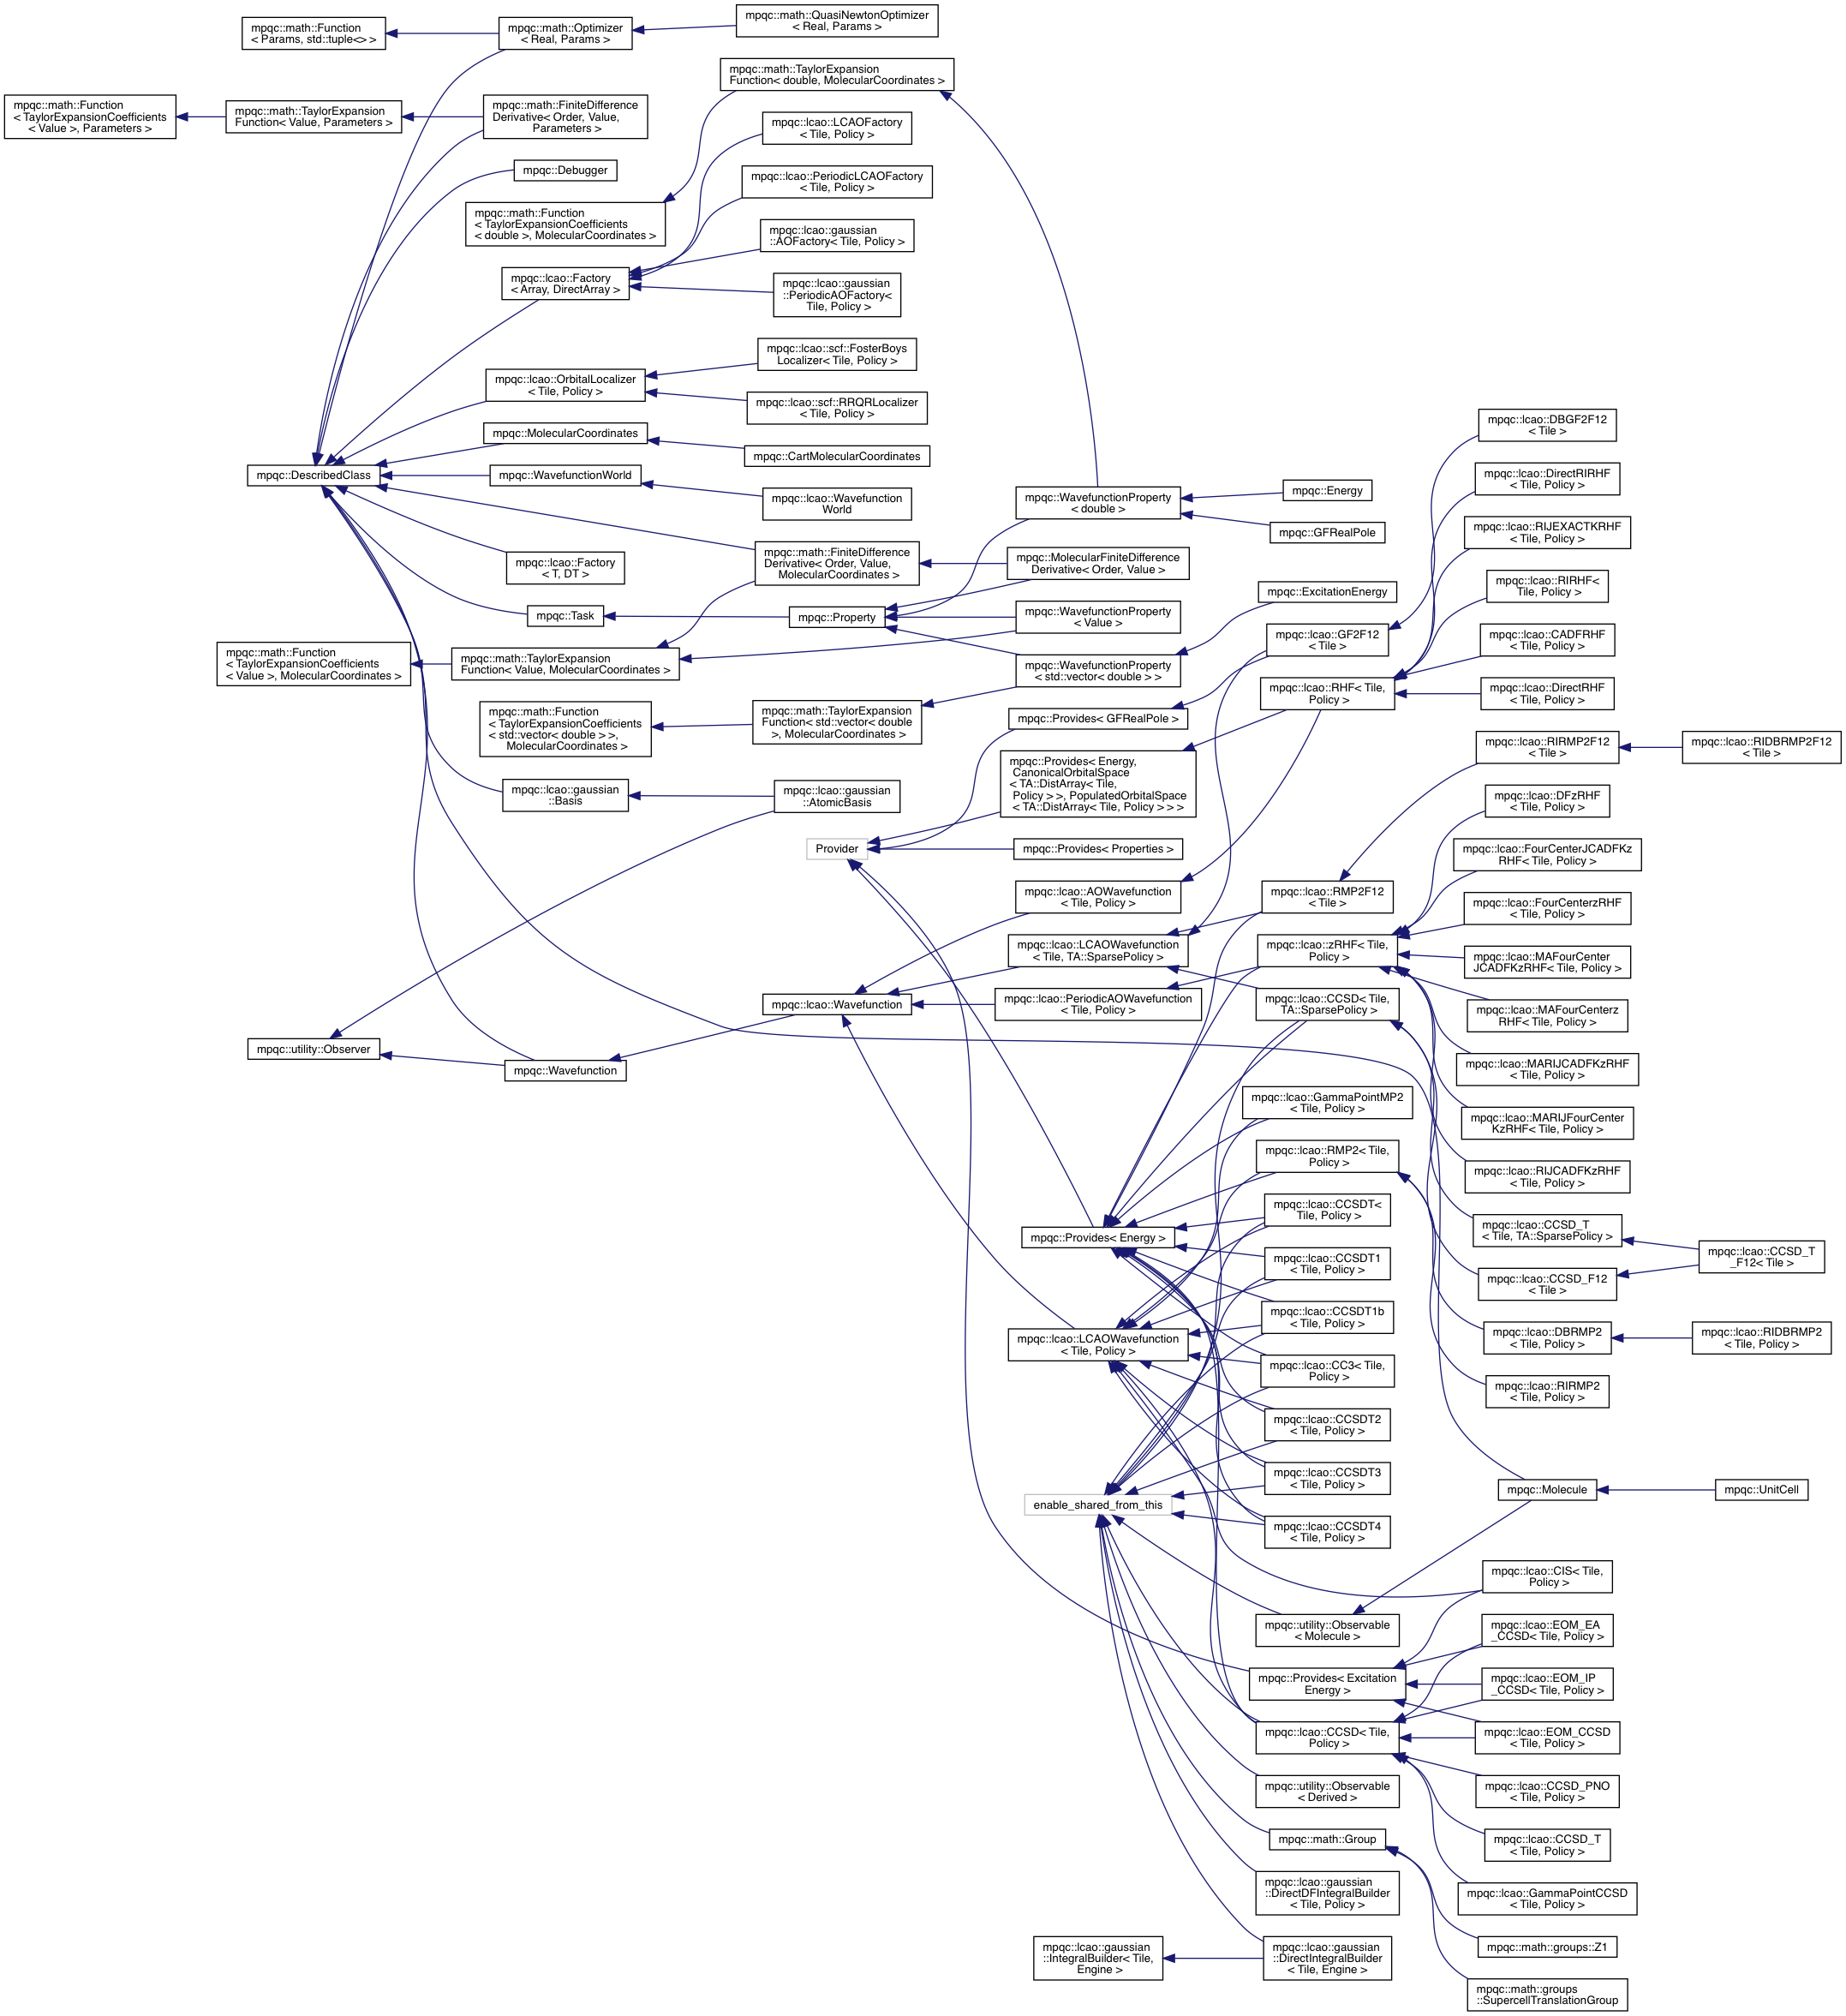 mpqc::math::Function
< Params, std::tuple<> >
mpqc::math::Optimizer
< Real, Params >
mpqc::math::QuasiNewtonOptimizer
< Real, Params >
mpqc::math::Function
< TaylorExpansionCoefficients
< Value >, Parameters >
mpqc::math::TaylorExpansion
Function< Value, Parameters >
mpqc::math::FiniteDifference
Derivative< Order, Value,
Parameters >
mpqc::Debugger
mpqc::math::Function
< TaylorExpansionCoefficients
< double >, MolecularCoordinates >
mpqc::math::TaylorExpansion
Function< double, MolecularCoordinates >
mpqc::lcao::Factory
< Array, DirectArray >
mpqc::lcao::LCAOFactory
< Tile, Policy >
mpqc::lcao::PeriodicLCAOFactory
< Tile, Policy >
mpqc::lcao::gaussian
::AOFactory< Tile, Policy >
mpqc::lcao::gaussian
::PeriodicAOFactory<
Tile, Policy >
mpqc::lcao::OrbitalLocalizer
< Tile, Policy >
mpqc::lcao::scf::FosterBoys
Localizer< Tile, Policy >
mpqc::lcao::scf::RRQRLocalizer
< Tile, Policy >
mpqc::MolecularCoordinates
mpqc::CartMolecularCoordinates
mpqc::DescribedClass
mpqc::WavefunctionWorld
mpqc::lcao::Wavefunction
World
mpqc::lcao::Factory
< T, DT >
mpqc::math::FiniteDifference
Derivative< Order, Value,
MolecularCoordinates >
mpqc::Task
mpqc::Property
mpqc::math::Function
< TaylorExpansionCoefficients
< Value >, MolecularCoordinates >
mpqc::math::TaylorExpansion
Function< Value, MolecularCoordinates >
mpqc::math::Function
< TaylorExpansionCoefficients
< std::vector< double > >,
MolecularCoordinates >
mpqc::math::TaylorExpansion
Function< std::vector< double
>, MolecularCoordinates >
mpqc::lcao::gaussian
::Basis
mpqc::lcao::gaussian
::AtomicBasis
Provider
mpqc::utility::Observer
mpqc::Wavefunction
mpqc::lcao::Wavefunction
mpqc::WavefunctionProperty
< double >
mpqc::Energy
mpqc::GFRealPole
mpqc::MolecularFiniteDifference
Derivative< Order, Value >
mpqc::WavefunctionProperty
< Value >
mpqc::WavefunctionProperty
< std::vector< double > >
mpqc::ExcitationEnergy
mpqc::Provides< GFRealPole >
mpqc::Provides< Energy,
CanonicalOrbitalSpace
< TA::DistArray< Tile,
Policy > >, PopulatedOrbitalSpace
< TA::DistArray< Tile, Policy > > >
mpqc::Provides< Properties >
mpqc::lcao::AOWavefunction
< Tile, Policy >
mpqc::lcao::LCAOWavefunction
< Tile, TA::SparsePolicy >
mpqc::lcao::PeriodicAOWavefunction
< Tile, Policy >
mpqc::Provides< Energy >
mpqc::lcao::LCAOWavefunction
< Tile, Policy >
enable_shared_from_this
mpqc::lcao::gaussian
::IntegralBuilder< Tile,
Engine >
mpqc::lcao::GF2F12
< Tile >
mpqc::lcao::RHF< Tile,
Policy >
mpqc::lcao::RMP2F12
< Tile >
mpqc::lcao::zRHF< Tile,
Policy >
mpqc::lcao::CCSD< Tile,
TA::SparsePolicy >
mpqc::lcao::GammaPointMP2
< Tile, Policy >
mpqc::lcao::RMP2< Tile,
Policy >
mpqc::lcao::CCSDT<
Tile, Policy >
mpqc::lcao::CCSDT1
< Tile, Policy >
mpqc::lcao::CCSDT1b
< Tile, Policy >
mpqc::lcao::CC3< Tile,
Policy >
mpqc::lcao::CCSDT2
< Tile, Policy >
mpqc::lcao::CCSDT3
< Tile, Policy >
mpqc::lcao::CCSDT4
< Tile, Policy >
mpqc::utility::Observable
< Molecule >
mpqc::Provides< Excitation
Energy >
mpqc::lcao::CCSD< Tile,
Policy >
mpqc::utility::Observable
< Derived >
mpqc::math::Group
mpqc::lcao::gaussian
::DirectDFIntegralBuilder
< Tile, Policy >
mpqc::lcao::gaussian
::DirectIntegralBuilder
< Tile, Engine >
mpqc::lcao::DBGF2F12
< Tile >
mpqc::lcao::DirectRIRHF
< Tile, Policy >
mpqc::lcao::RIJEXACTKRHF
< Tile, Policy >
mpqc::lcao::RIRHF<
Tile, Policy >
mpqc::lcao::CADFRHF
< Tile, Policy >
mpqc::lcao::DirectRHF
< Tile, Policy >
mpqc::lcao::RIRMP2F12
< Tile >
mpqc::lcao::RIDBRMP2F12
< Tile >
mpqc::lcao::DFzRHF
< Tile, Policy >
mpqc::lcao::FourCenterJCADFKz
RHF< Tile, Policy >
mpqc::lcao::FourCenterzRHF
< Tile, Policy >
mpqc::lcao::MAFourCenter
JCADFKzRHF< Tile, Policy >
mpqc::lcao::MAFourCenterz
RHF< Tile, Policy >
mpqc::lcao::MARIJCADFKzRHF
< Tile, Policy >
mpqc::lcao::MARIJFourCenter
KzRHF< Tile, Policy >
mpqc::lcao::RIJCADFKzRHF
< Tile, Policy >
mpqc::lcao::CCSD_T
< Tile, TA::SparsePolicy >
mpqc::lcao::CCSD_T
_F12< Tile >
mpqc::lcao::CCSD_F12
< Tile >
mpqc::lcao::DBRMP2
< Tile, Policy >
mpqc::lcao::RIDBRMP2
< Tile, Policy >
mpqc::lcao::RIRMP2
< Tile, Policy >
mpqc::Molecule
mpqc::UnitCell
mpqc::lcao::CIS< Tile,
Policy >
mpqc::lcao::EOM_EA
_CCSD< Tile, Policy >
mpqc::lcao::EOM_IP
_CCSD< Tile, Policy >
mpqc::lcao::EOM_CCSD
< Tile, Policy >
mpqc::lcao::CCSD_PNO
< Tile, Policy >
mpqc::lcao::CCSD_T
< Tile, Policy >
mpqc::lcao::GammaPointCCSD
< Tile, Policy >
mpqc::math::groups::Z1
mpqc::math::groups
::SupercellTranslationGroup